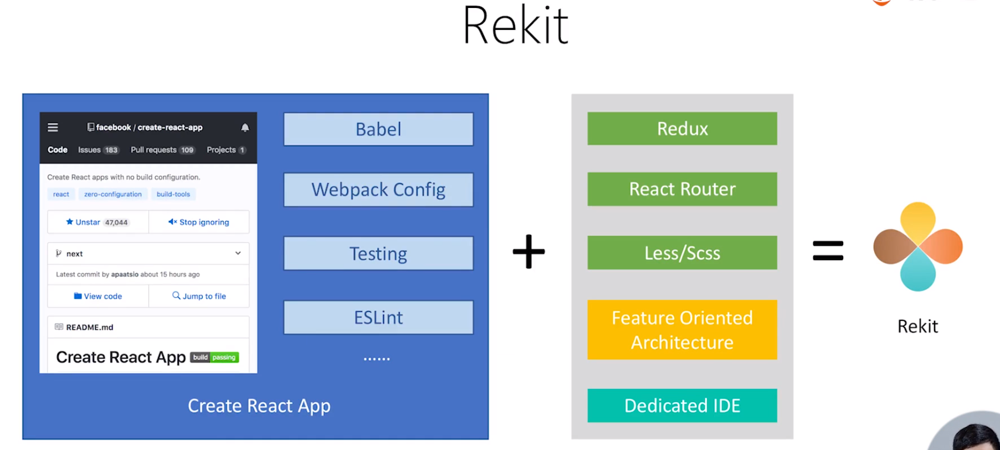 Rekit
facebook / create-react-app
Code Issues 183 Pull requests 109 Projects 1
Create React apps with no build configuration.
react zero-configuration build-tools
Unstar 47,044 Stop ignoring
next
Latest commit by apaatsio about 15 hours ago
View code Jump to file
README.md
Create React App build passing
Babel
Webpack Config
Testing
ESLint
......
Create React App
+
Redux
React Router
Less/Scss
Feature Oriented
Architecture
Dedicated IDE
=
Rekit